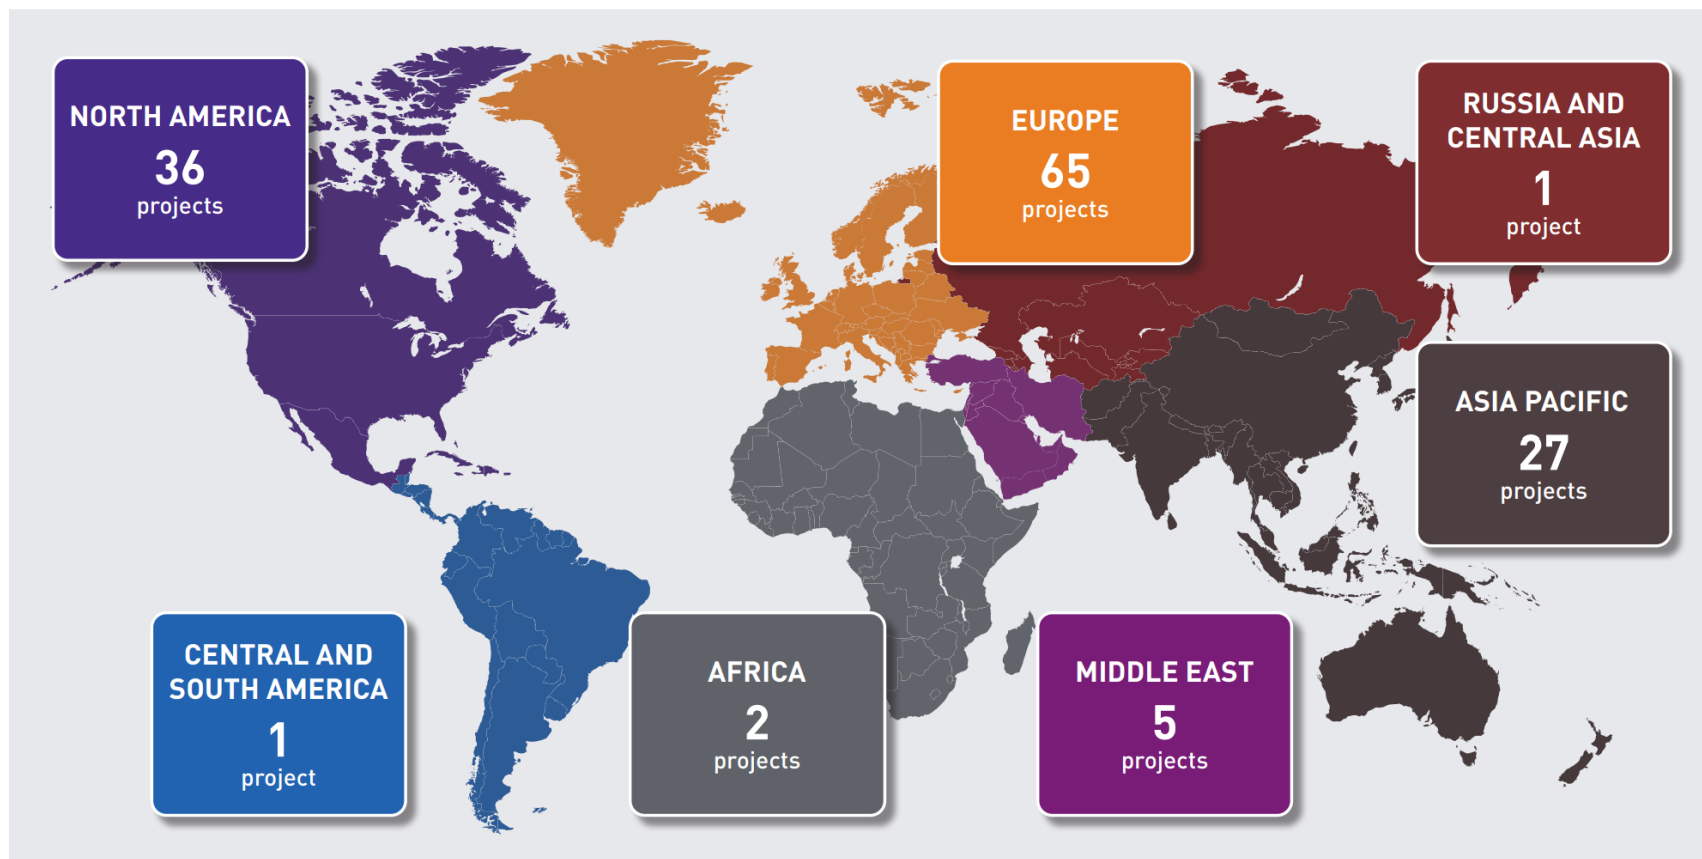 NORTH AMERICA
36
projects
EUROPE
65
projects
RUSSIA AND
CENTRAL ASIA
1
project
ASIA PACIFIC
27
projects
CENTRAL AND
SOUTH AMERICA
1
project
AFRICA
2
projects
MIDDLE EAST
5
projects